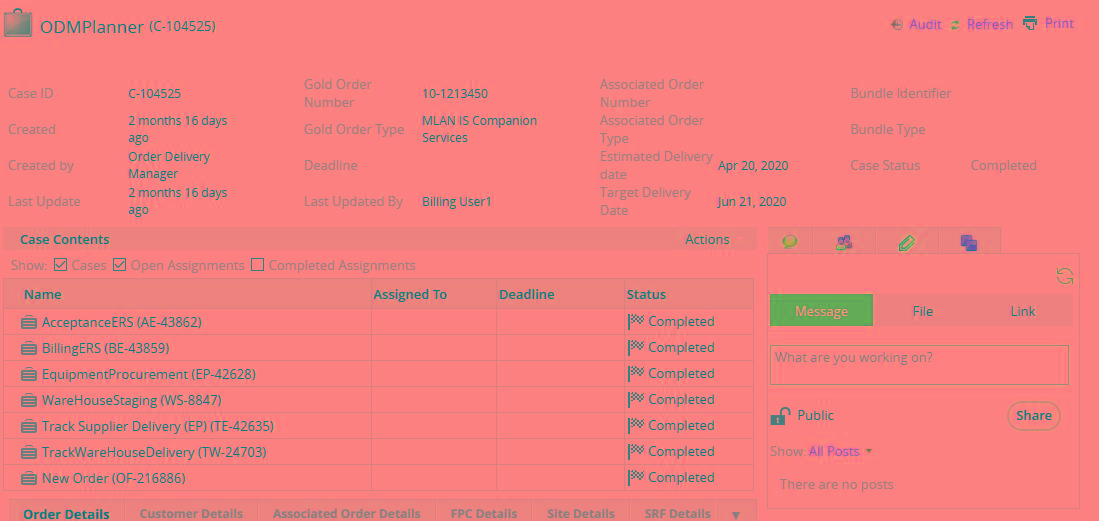 ODMPlanner (C-104525)
Audit Refresh Print
Case ID C-104525 Gold Order Number 10-1213450 Associated Order Number Bundle Identifier
Created 2 months 16 days ago Gold Order Type MLAN IS Companion Services Associated Order Type Bundle Type
Created by Order Delivery Manager Deadline Estimated Delivery date Apr 20, 2020 Case Status Completed
Last Update 2 months 16 days ago Last Updated By Billing User1 Target Delivery Date Jun 21, 2020
Case Contents Actions
Show: Cases Open Assignments Completed Assignments
Name Assigned To Deadline Status
AcceptanceERS (AE-43862) Completed
BillingERS (BE-43859) Completed
EquipmentProcurement (EP-42628) Completed
WareHouseStaging (WS-8847) Completed
Track Supplier Delivery (EP) (TE-42635) Completed
TrackWareHouseDelivery (TW-24703) Completed
New Order (OF-216886) Completed
Order Details Customer Details Associated Order Details FPC Details Site Details SRF Details
Message File Link
What are you working on?
Public Share
Show: All Posts
There are no posts